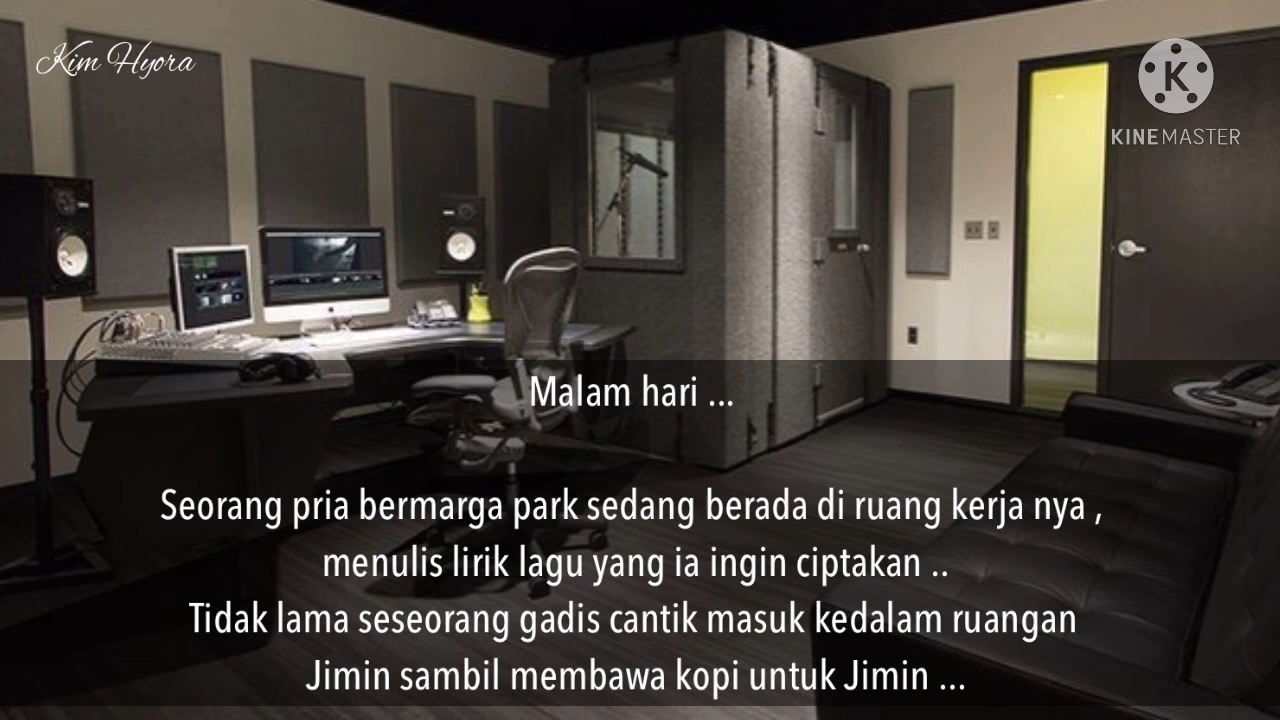 Kim Hyora
K
KINEMASTER
Malam hari ...
Seorang pria bermarga park sedang berada di ruang kerja nya ,
menulis lirik lagu yang ia ingin ciptakan ..
Tidak lama seseorang gadis cantik masuk kedalam ruangan
Jimin sambil membawa kopi untuk Jimin ...